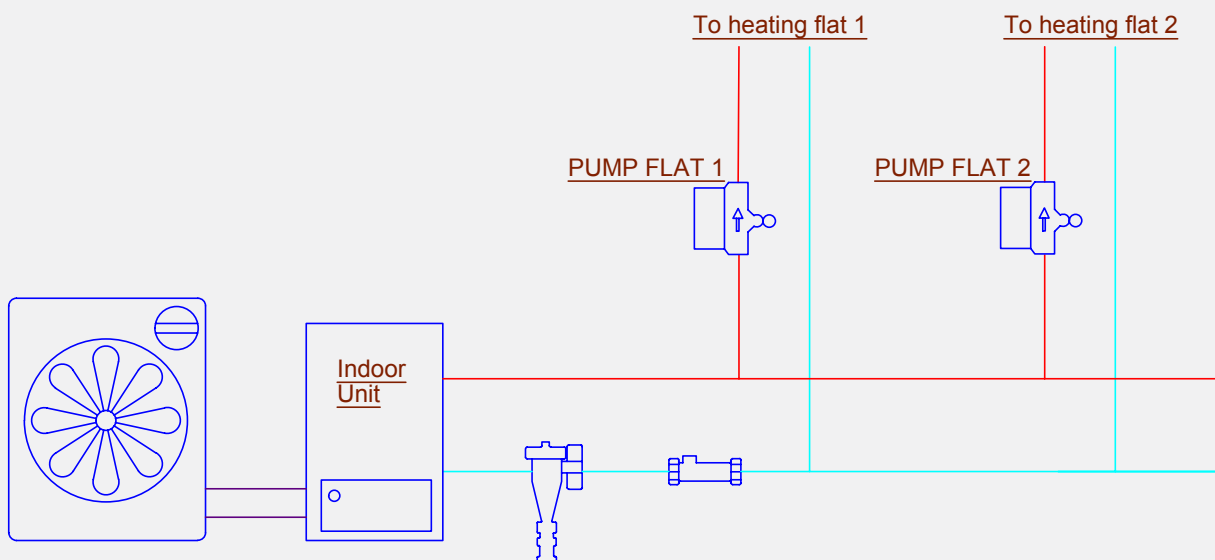 To heating flat 1
To heating flat 2
PUMP FLAT 1
PUMP FLAT 2
Indoor
Unit